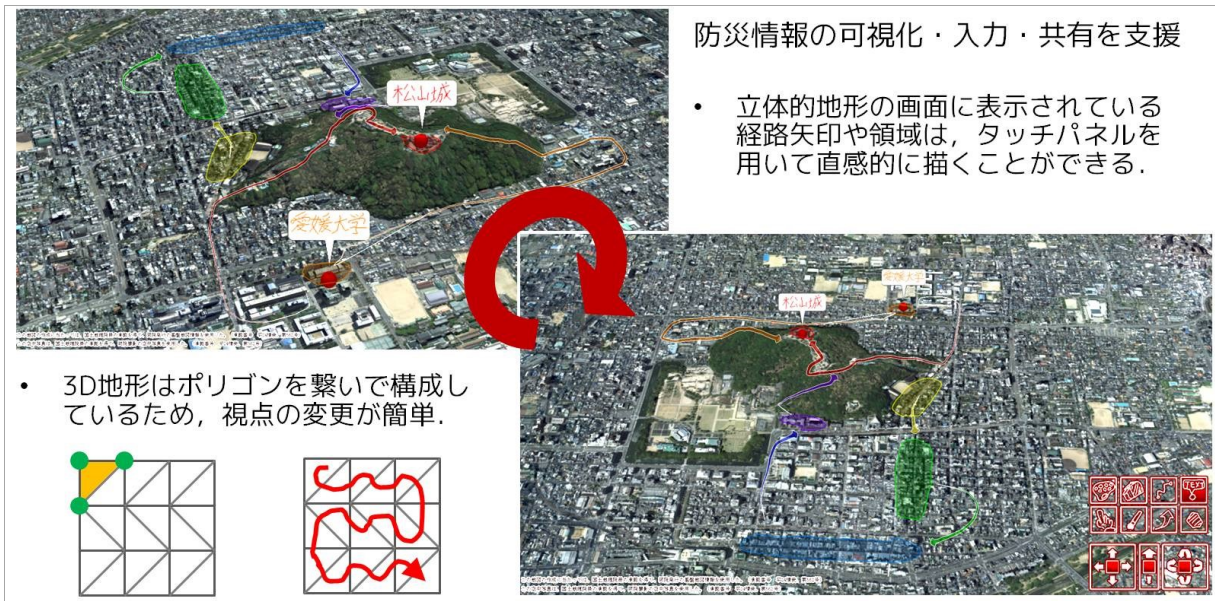 防災情報の可視化・入力・共有を支援
• 立体的地形の画面に表示されている
経路矢印や領域は，タッチパネルを
用いて直感的に描くことができる．
松山城
愛媛大学
愛媛大学
松山城
• 3D地形はポリゴンを繋いで構成し
ているため，視点の変更が簡単．
TEXT